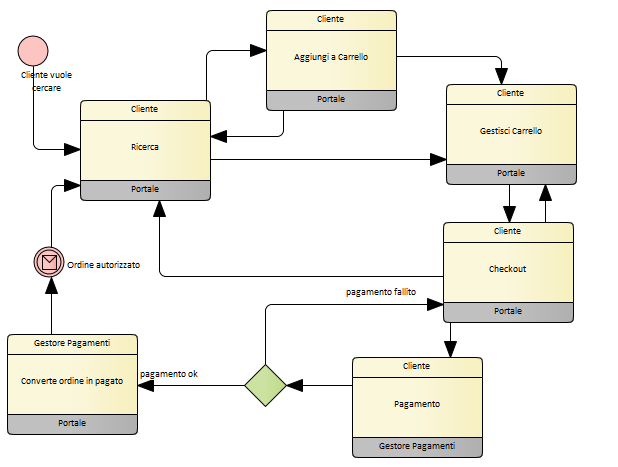 Cliente
Aggiungi a Carrello
Portale
Cliente vuole
cercare
Cliente
Ricerca
Portale
Cliente
Gestisci Carrello
Portale
Cliente
Checkout
Portale
Ordine autorizzato
pagamento fallito
Gestore Pagamenti
Converte ordine in pagato
Portale
pagamento ok
Cliente
Pagamento
Gestore Pagamenti